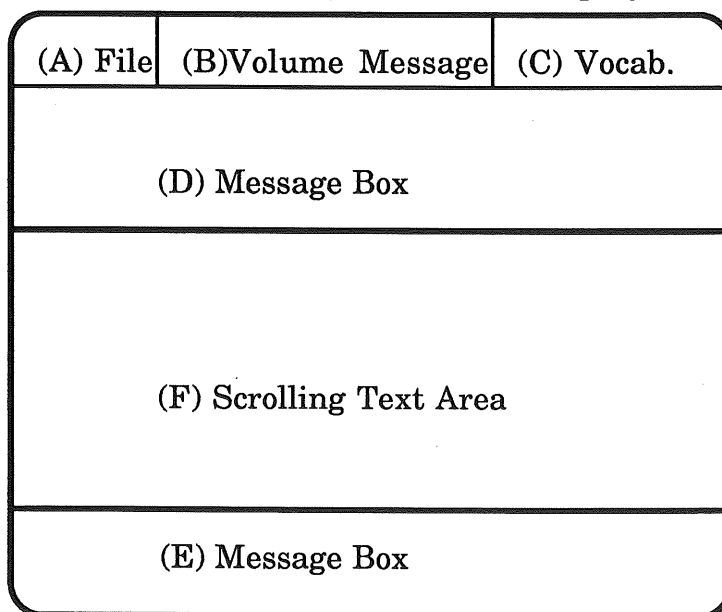 (A) File (B)Volume Message (C) Vocab.
(D) Message Box
(F) Scrolling Text Area
(E) Message Box